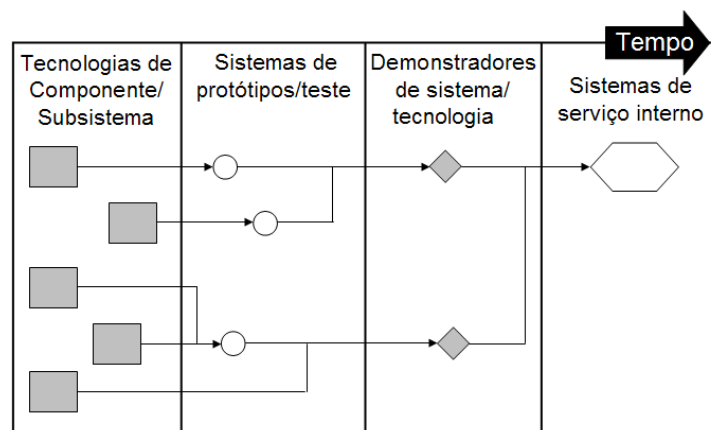 Tempo
Tecnologias de
Componente/
Subsistema
Sistemas de
protótipos/teste
Demonstradores
de sistema/
tecnologia
Sistemas de
serviço interno